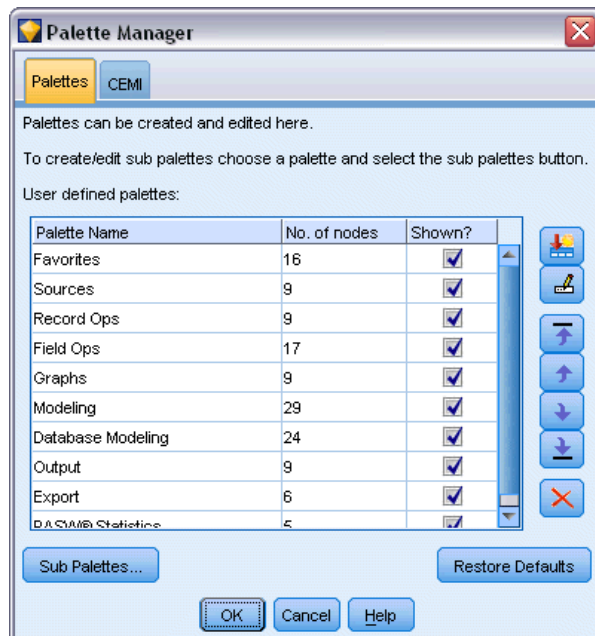 Palette Manager
Palettes CEMI
Palettes can be created and edited here.
To create/edit sub palettes choose a palette and select the sub palettes button.
User defined palettes:
Palette Name No. of nodes Shown?
Favorites 16
Sources 9
Record Ops 9
Field Ops 17
Graphs 9
Modeling 29
Database Modeling 24
Output 9
Export 6
PASW® Statistics 5
Sub Palettes... Restore Defaults
OK Cancel Help